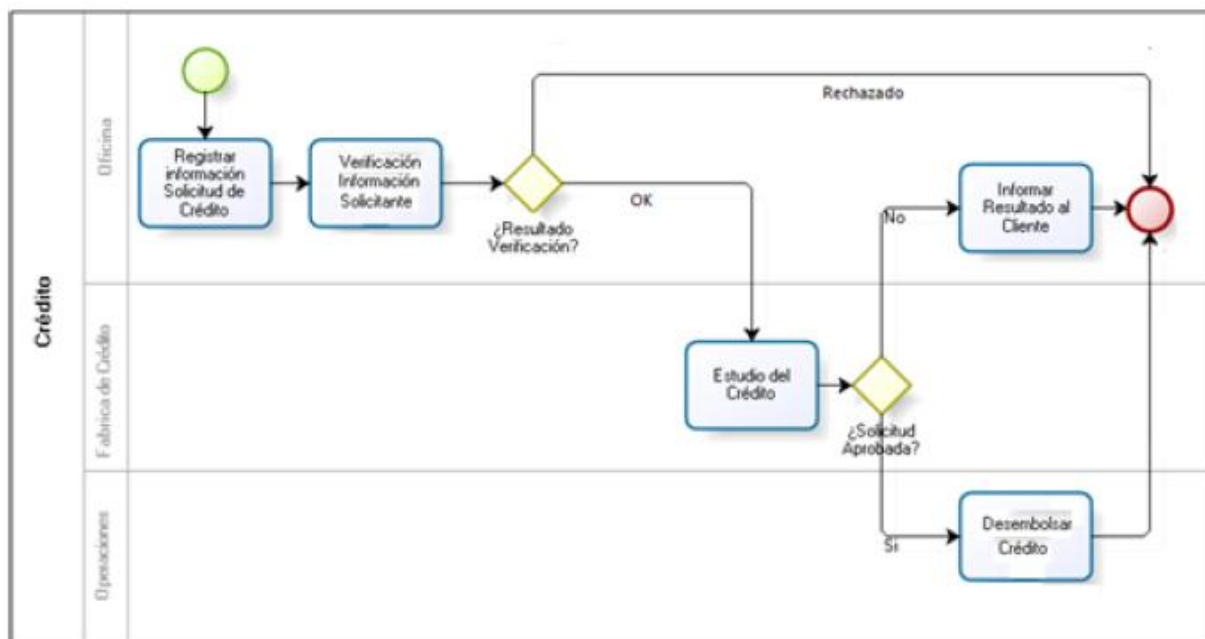 Crédito
Oficina
Registrar
información
Solicitud de
Crédito
Verificación
Información
Solicitante
¿Resultado
Verificación?
Rechazado
OK
No
Informar
Resultado al
Cliente
Fabrica de Crédito
Estudio del
Crédito
¿Solicitud
Aprobada?
Operaciones
Si
Desembolsar
Crédito